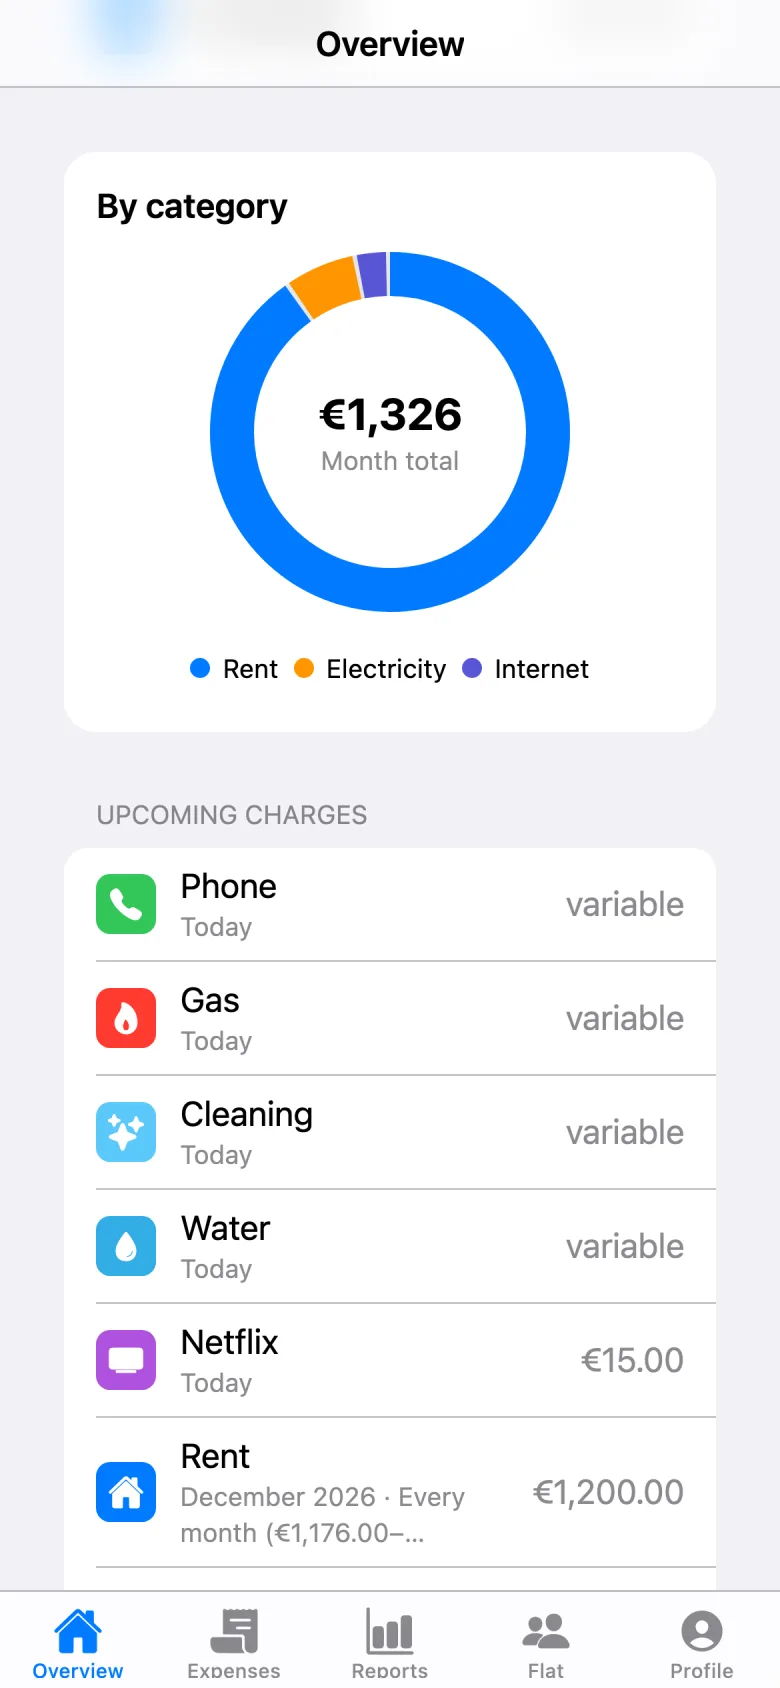 Overview
By category
€1,326
Month total
Rent Electricity Internet
UPCOMING CHARGES
Phone
Today
variable
Gas
Today
variable
Cleaning
Today
variable
Water
Today
variable
Netflix
Today
€15.00
Rent
December 2026 · Every
month (€1,176.00–...
€1,200.00
Overview Expenses Reports Flat Profile